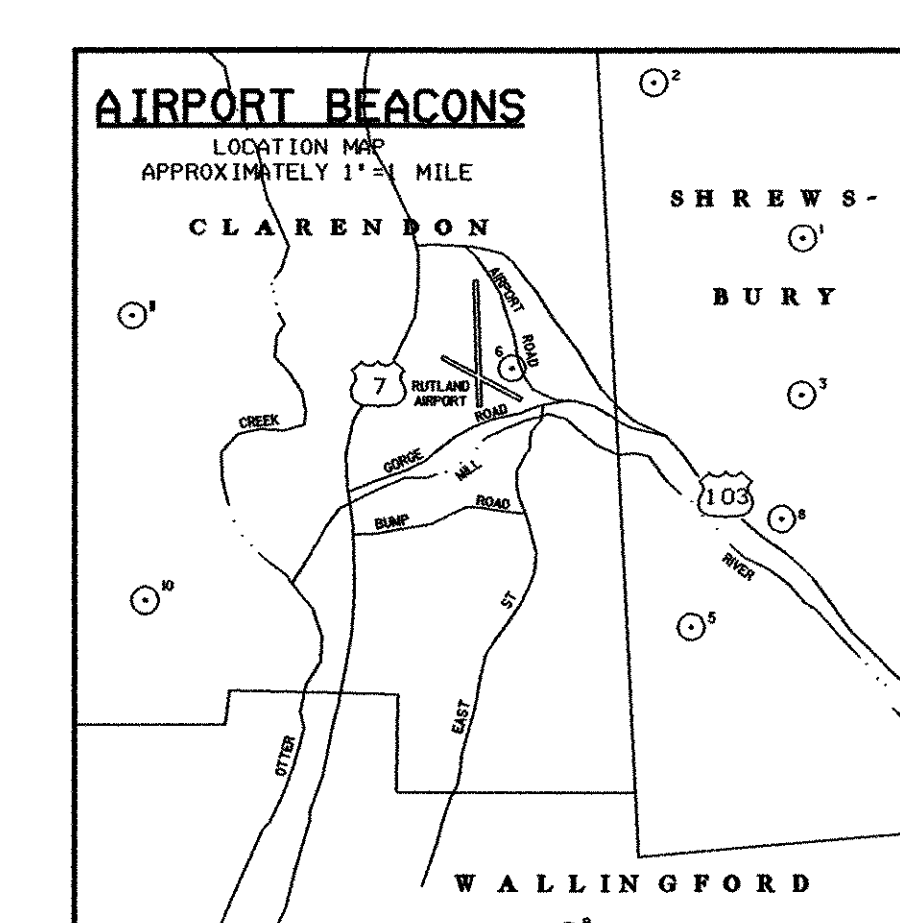 AIRPORT BEACONS
LOCATION MAP
APPROXIMATELY 1"=1 MILE
2
SHREWS-
1
CLARENDON
BURY
AIRPORT
ROAD
6
7
RUTLAND
AIRPORT
3
ROAD
CREEK
GORGE
MILL
103
ROAD
BUMP
8
RIVER
10
ST
5
EAST
OTTER
WALLINGFORD